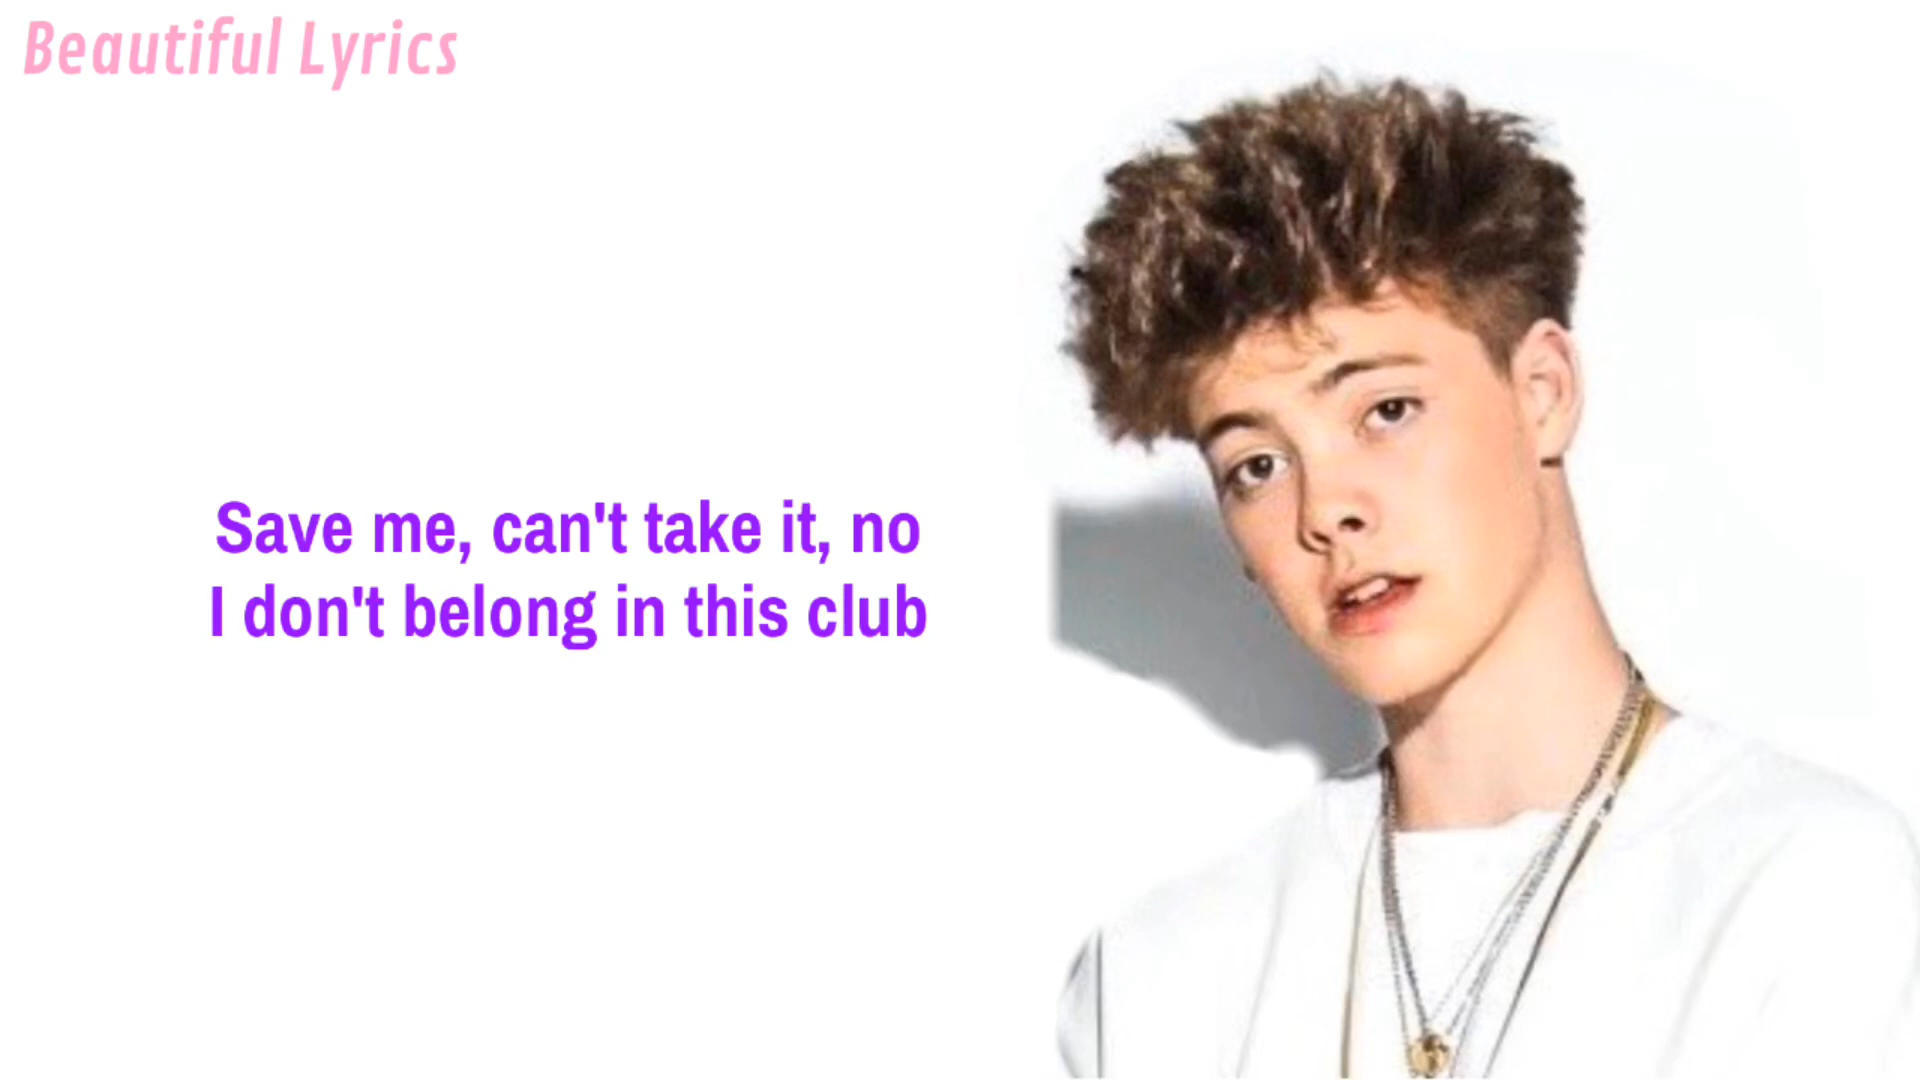 Beautiful Lyrics
Save me, can't take it, no
I don't belong in this club